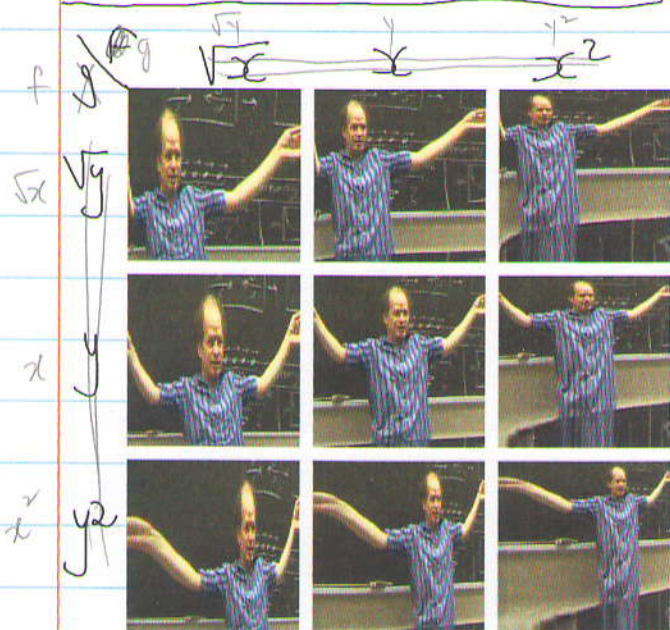 √y y y²
g √x x x²
f
√x √y
x y
x² y2